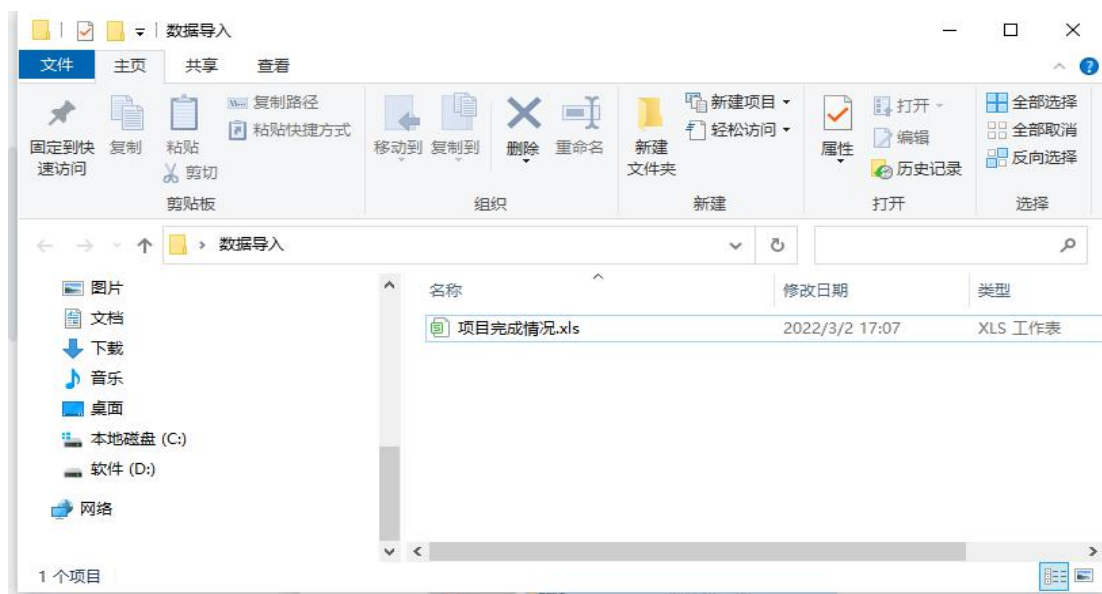 数据导入
文件 主页 共享 查看
固定到快速访问
复制
粘贴
复制路径
粘贴快捷方式
剪切
剪贴板
移动到
复制到
删除
重命名
组织
新建文件夹
新建项目
轻松访问
新建
属性
打开
编辑
历史记录
打开
全部选择
全部取消
反向选择
选择
数据导入
图片
文档
下载
音乐
桌面
本地磁盘 (C:)
软件 (D:)
网络
名称 修改日期 类型
项目完成情况.xls 2022/3/2 17:07 XLS 工作表
1 个项目